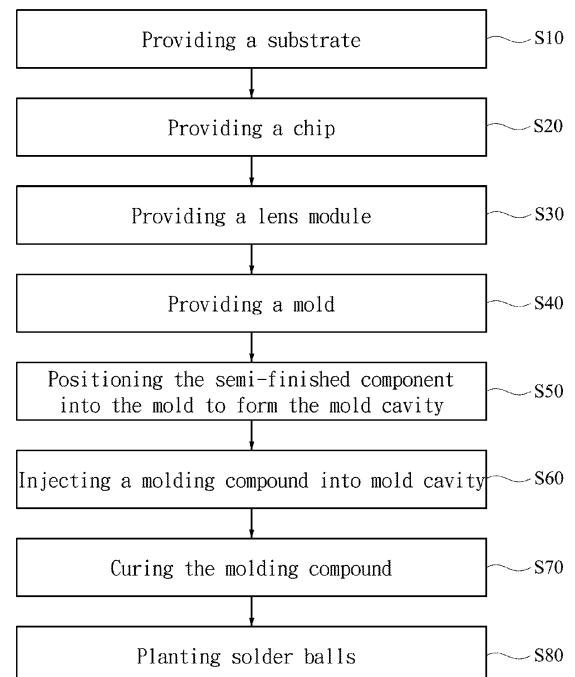 Providing a substrate S10
Providing a chip S20
Providing a lens module S30
Providing a mold S40
Positioning the semi-finished component
into the mold to form the mold cavity S50
Injecting a molding compound into mold cavity S60
Curing the molding compound S70
Planting solder balls S80